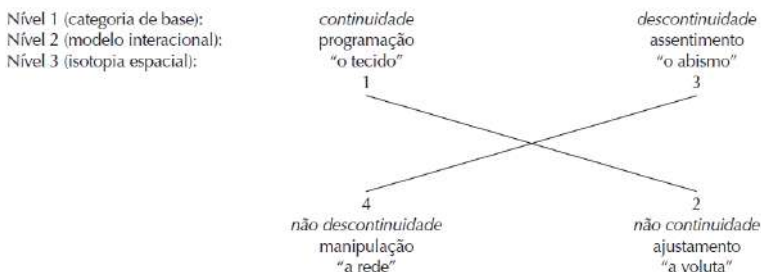 Nível 1 (categoria de base): continuidade descontinuidade
Nível 2 (modelo interacional): programação assentimento
Nível 3 (isotopia espacial): “o tecido” “o abismo”
1 3
4 2
não descontinuidade não continuidade
manipulação ajustamento
“a rede” “a voluta”